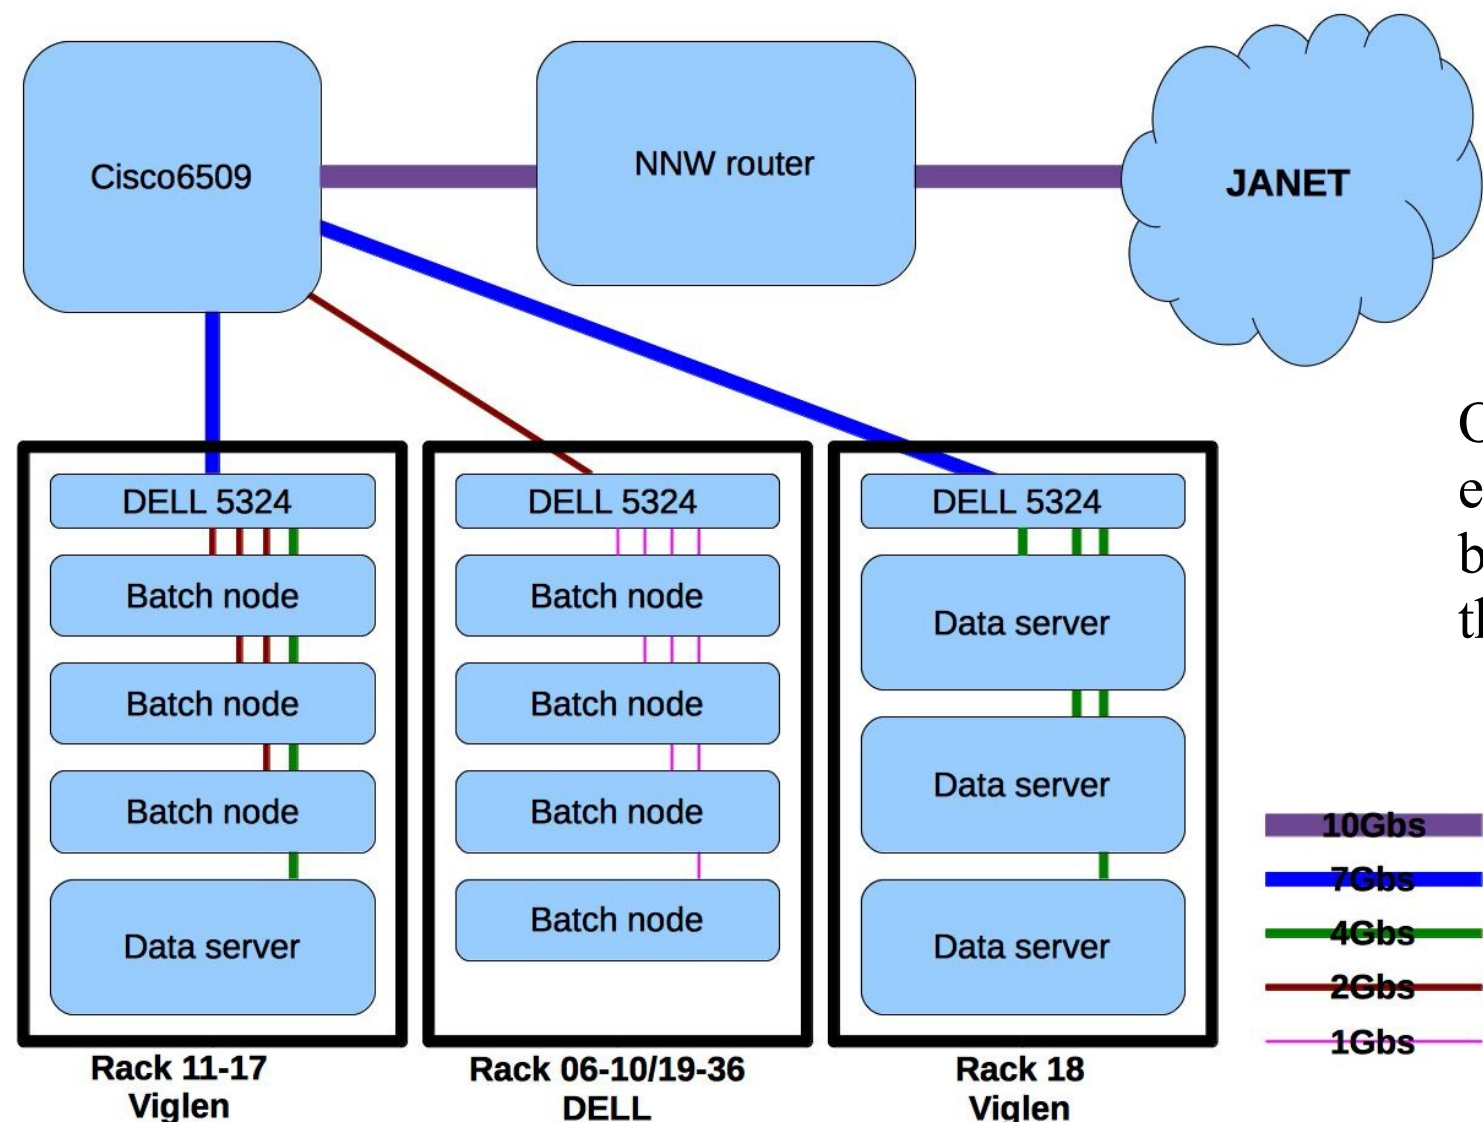 Cisco6509
NNW router
JANET
DELL 5324
Batch node
Batch node
Batch node
Data server
Rack 11-17
Viglen
DELL 5324
Batch node
Batch node
Batch node
Batch node
Rack 06-10/19-36
DELL
DELL 5324
Data server
Data server
Data server
Rack 18
Viglen
10Gbs
7Gbs
4Gbs
2Gbs
1Gbs